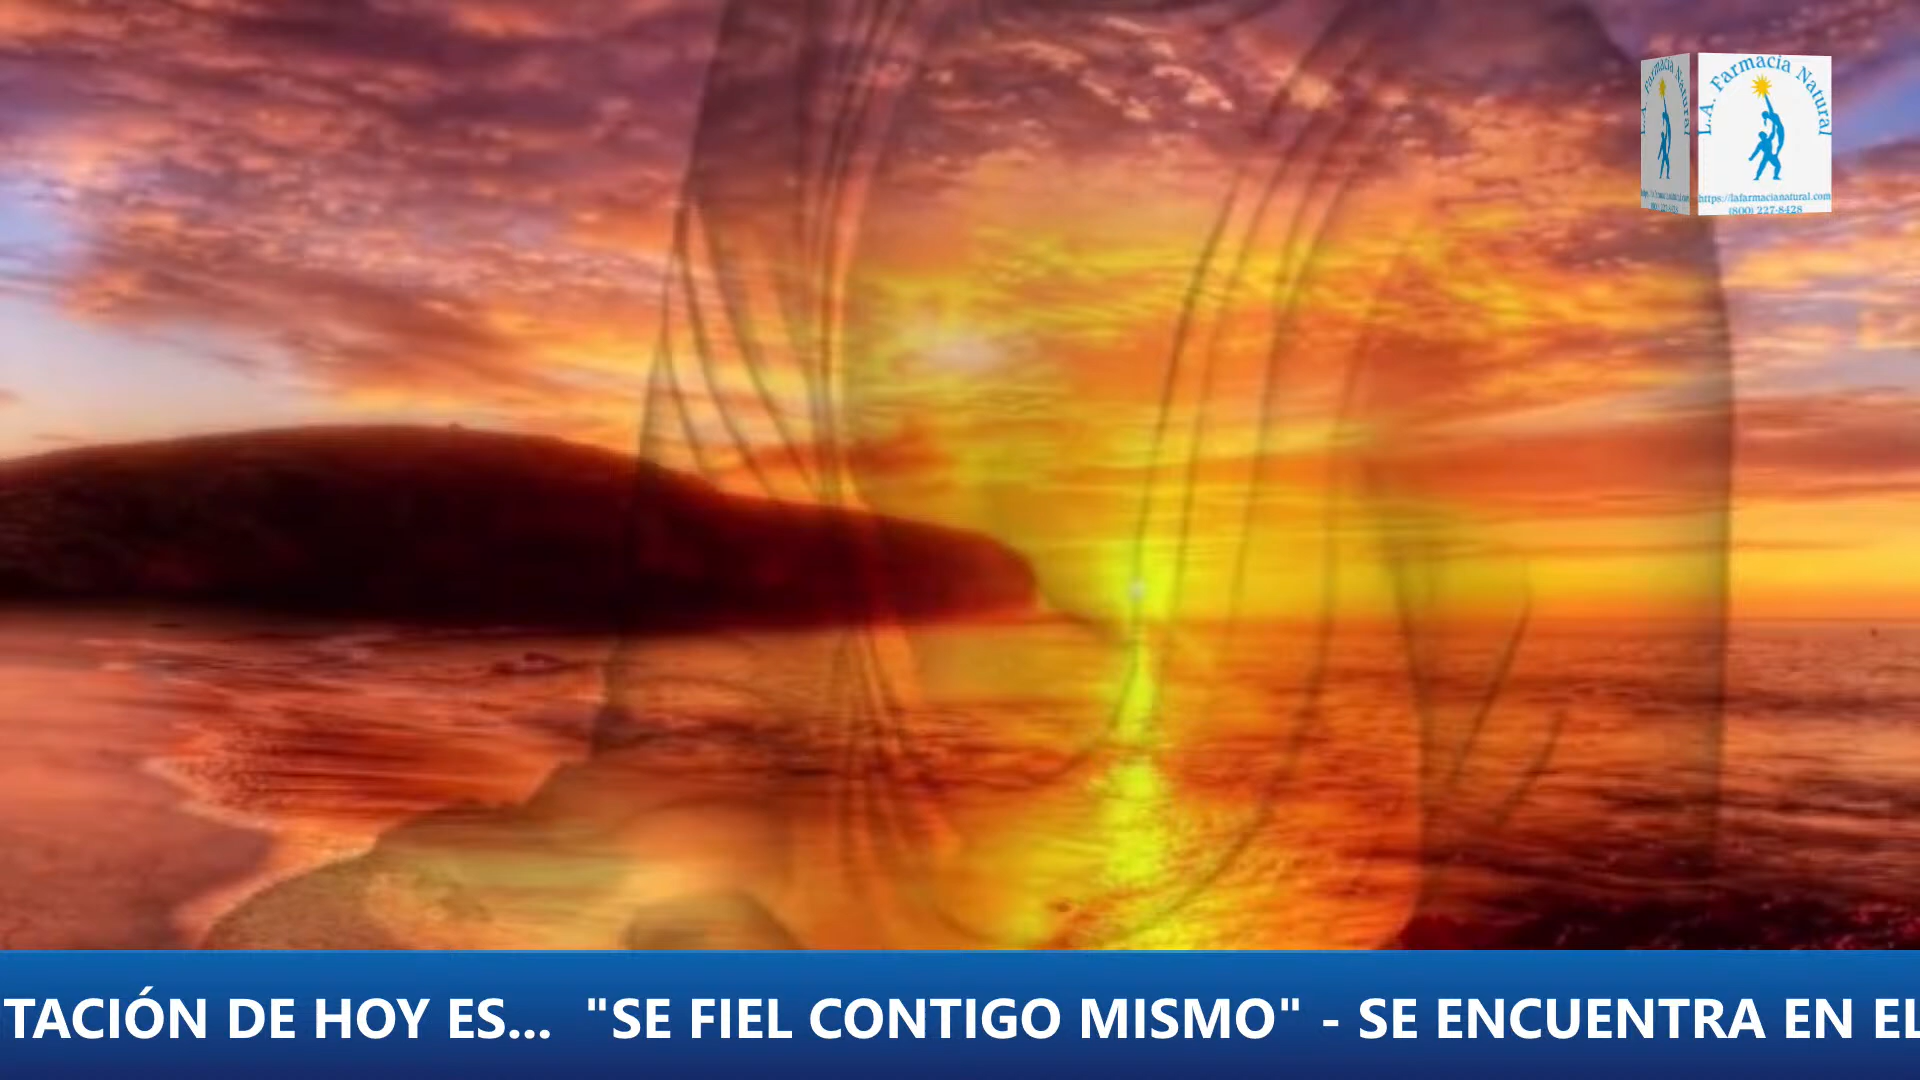 L.A. Farmacia Natural
https://lafarmacianatural.com
(800) 227-8428
TACIÓN DE HOY ES... "SE FIEL CONTIGO MISMO" - SE ENCUENTRA EN EL